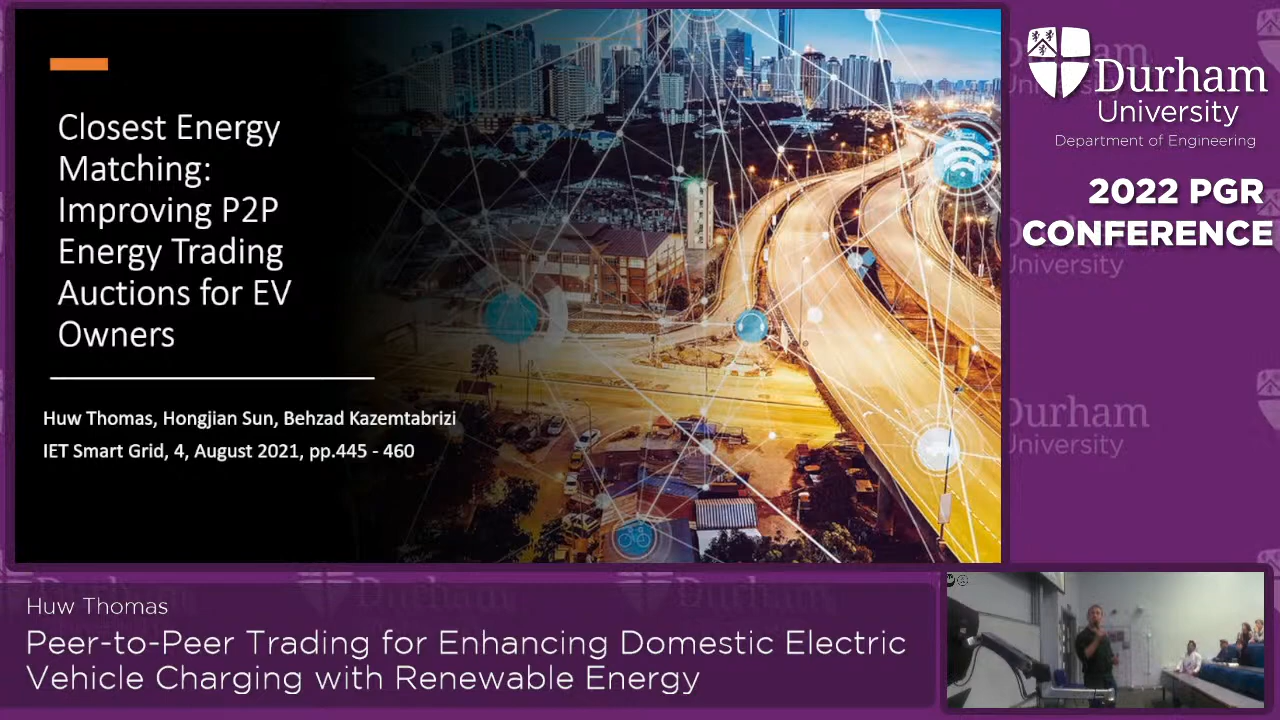 Closest Energy
Matching:
Improving P2P
Energy Trading
Auctions for EV
Owners
Huw Thomas, Hongjian Sun, Behzad Kazemtabrizi
IET Smart Grid, 4, August 2021, pp.445 - 460
Durham
University
Department of Engineering
2022 PGR
CONFERENCE
Durham
University
Huw Thomas
Peer-to-Peer Trading for Enhancing Domestic Electric
Vehicle Charging with Renewable Energy